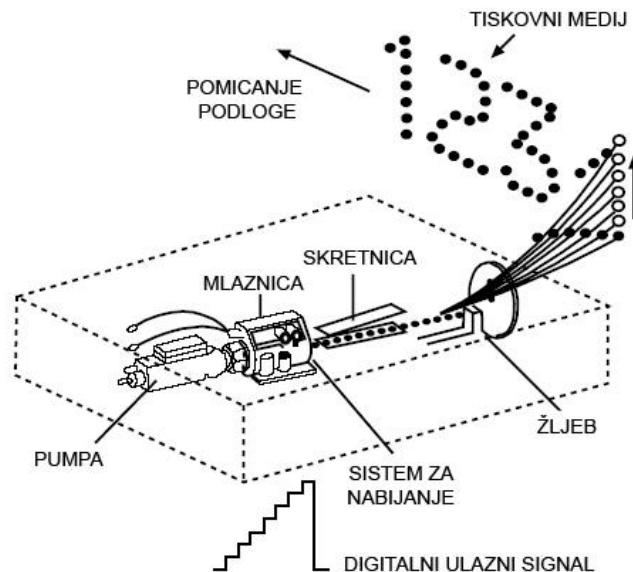 TISKOVNI MEDIJ
POMICANJE
PODLOGE
SKRETNICA
MLAZNICA
ŽLJEB
PUMPA
SISTEM ZA
NABIJANJE
DIGITALNI ULAZNI SIGNAL